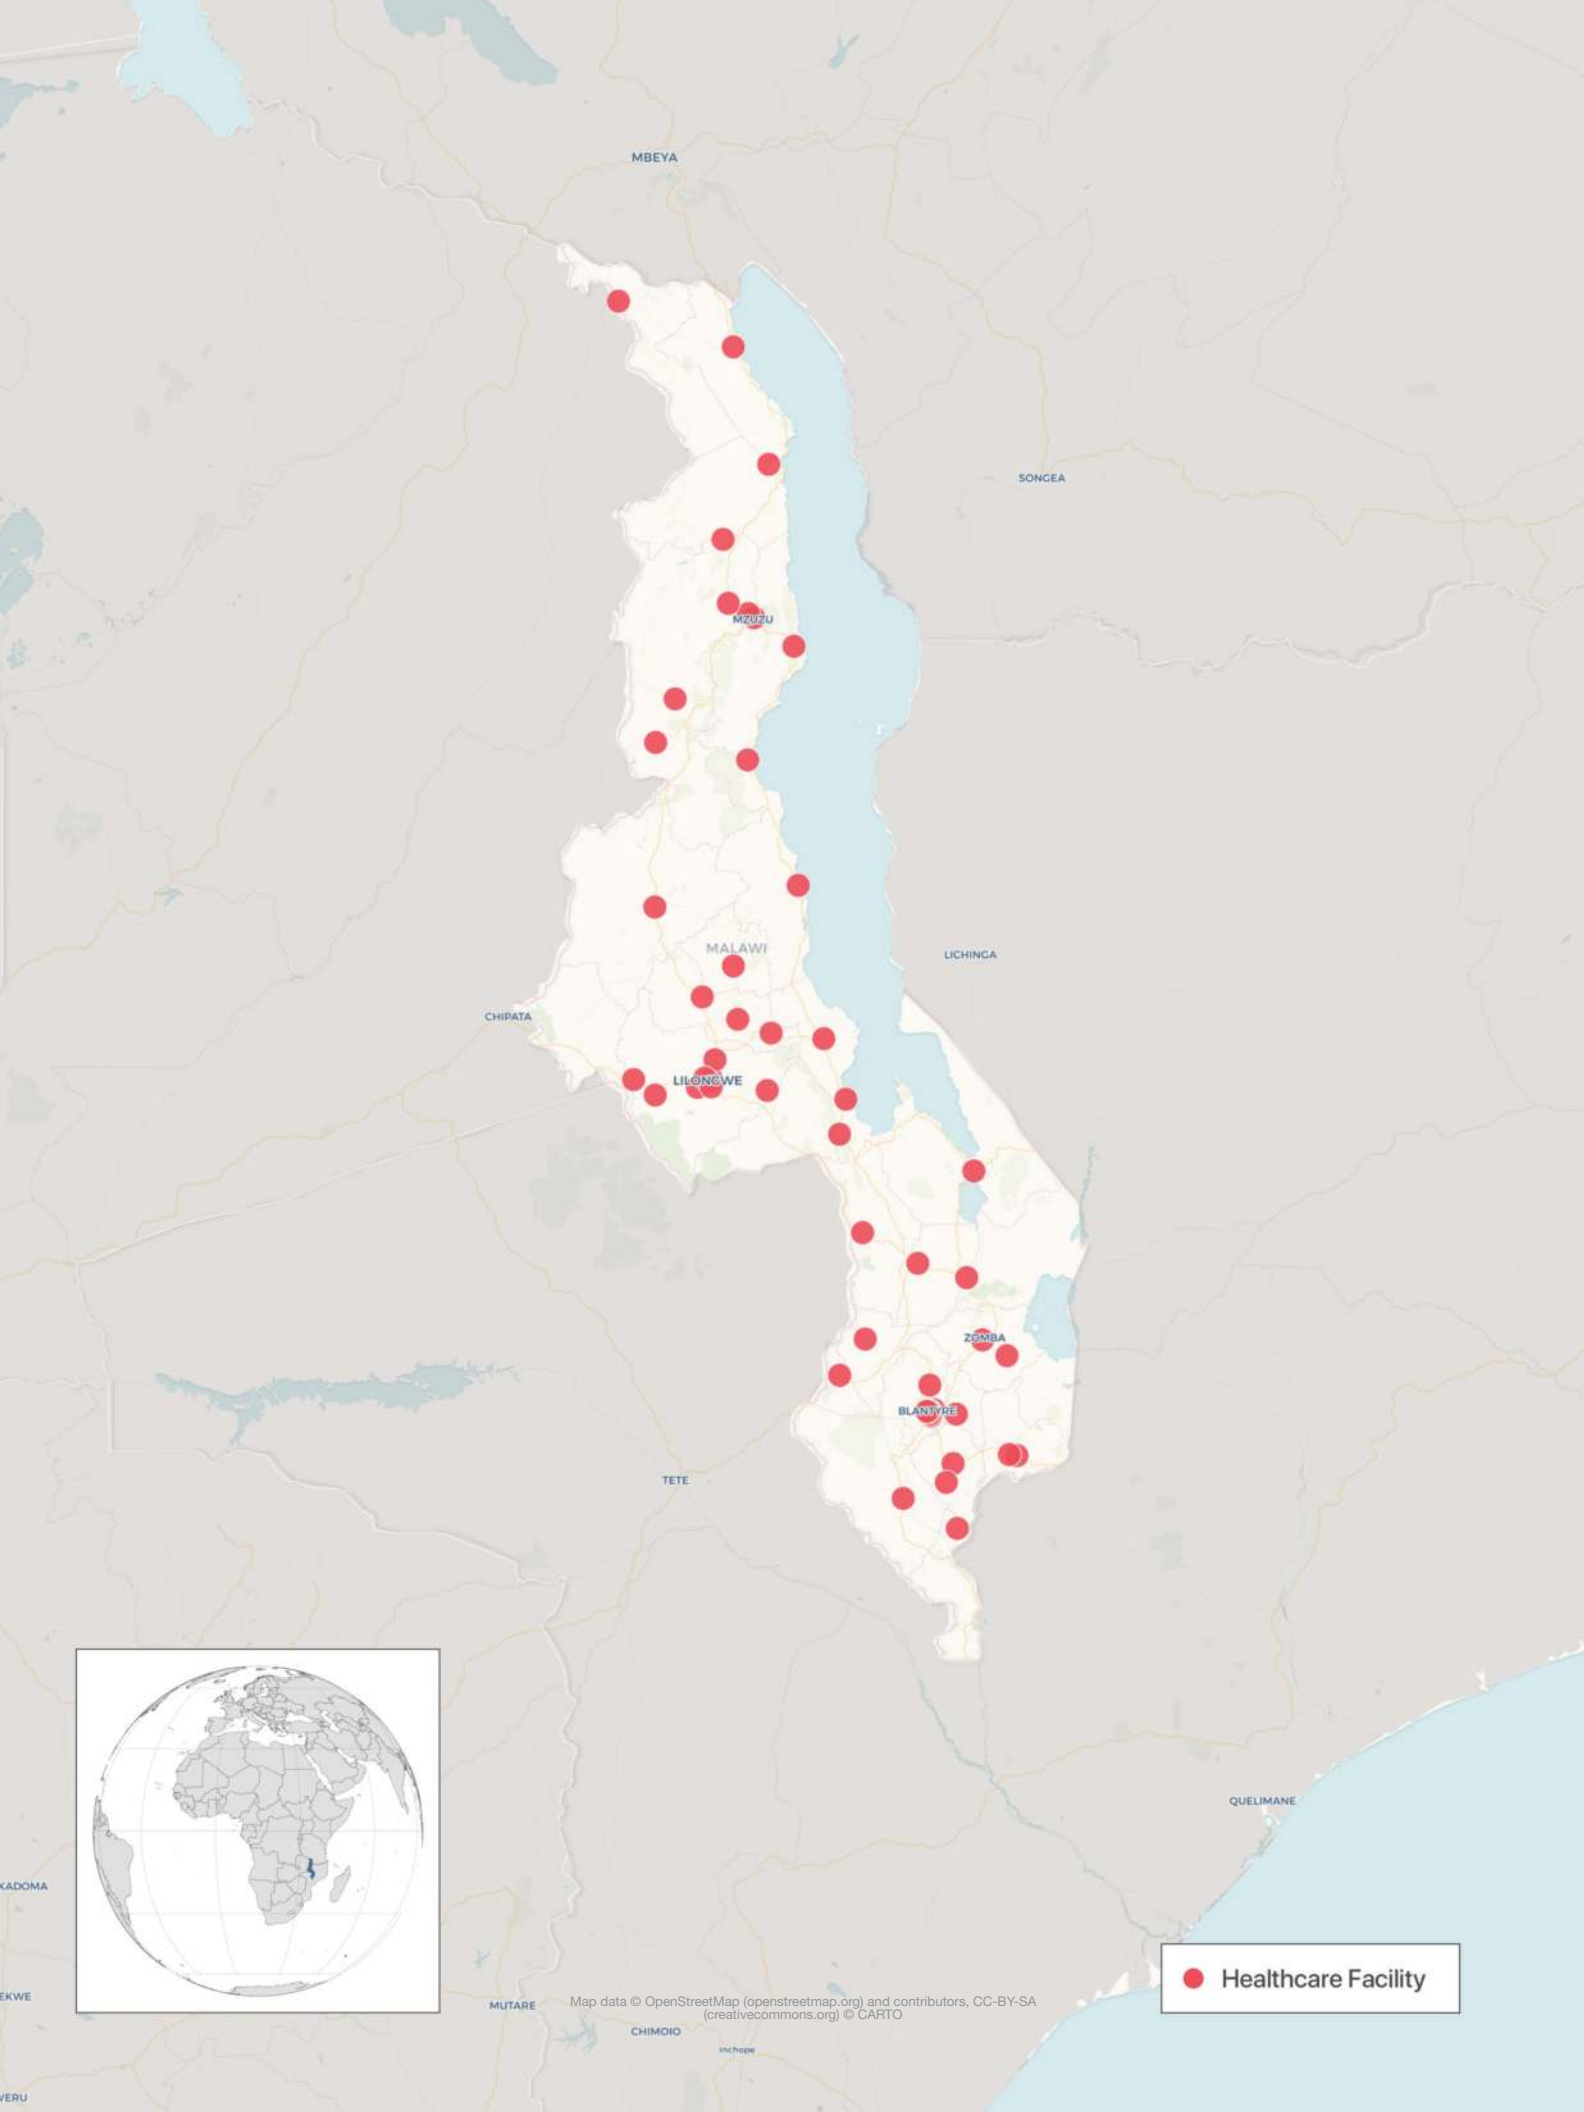 MBEYA
SONGEA
MZUZU
MALAWI
LICHINGA
CHIPATA
LILONGWE
ZOMBA
BLANTYRE
TETE
QUELIMANE
KADOMA
Healthcare Facility
EKWE
MUTARE
Map data © OpenStreetMap (openstreetmap.org) and contributors, CC-BY-SA
(creativecommons.org) © CARTO
CHIMOIO
Inchope
WERU